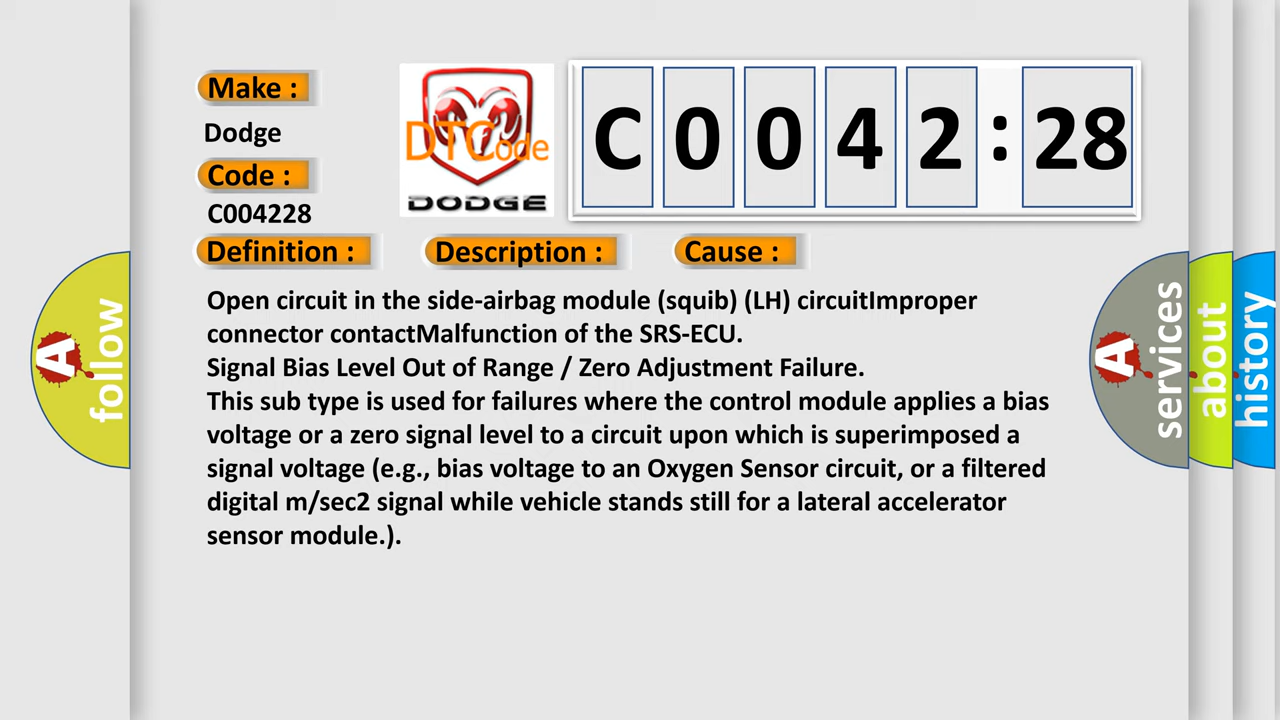 Make :
Dodge
Code :
C004228
DTCode
DODGE
C0042:28
Definition :
Description :
Cause :
Open circuit in the side-airbag module (squib) (LH) circuitImproper
connector contactMalfunction of the SRS-ECU.
Signal Bias Level Out of Range / Zero Adjustment Failure.
This sub type is used for failures where the control module applies a bias
voltage or a zero signal level to a circuit upon which is superimposed a
signal voltage (e.g., bias voltage to an Oxygen Sensor circuit, or a filtered
digital m/sec2 signal while vehicle stands still for a lateral accelerator
sensor module.).
A
follow
A
services
about
history